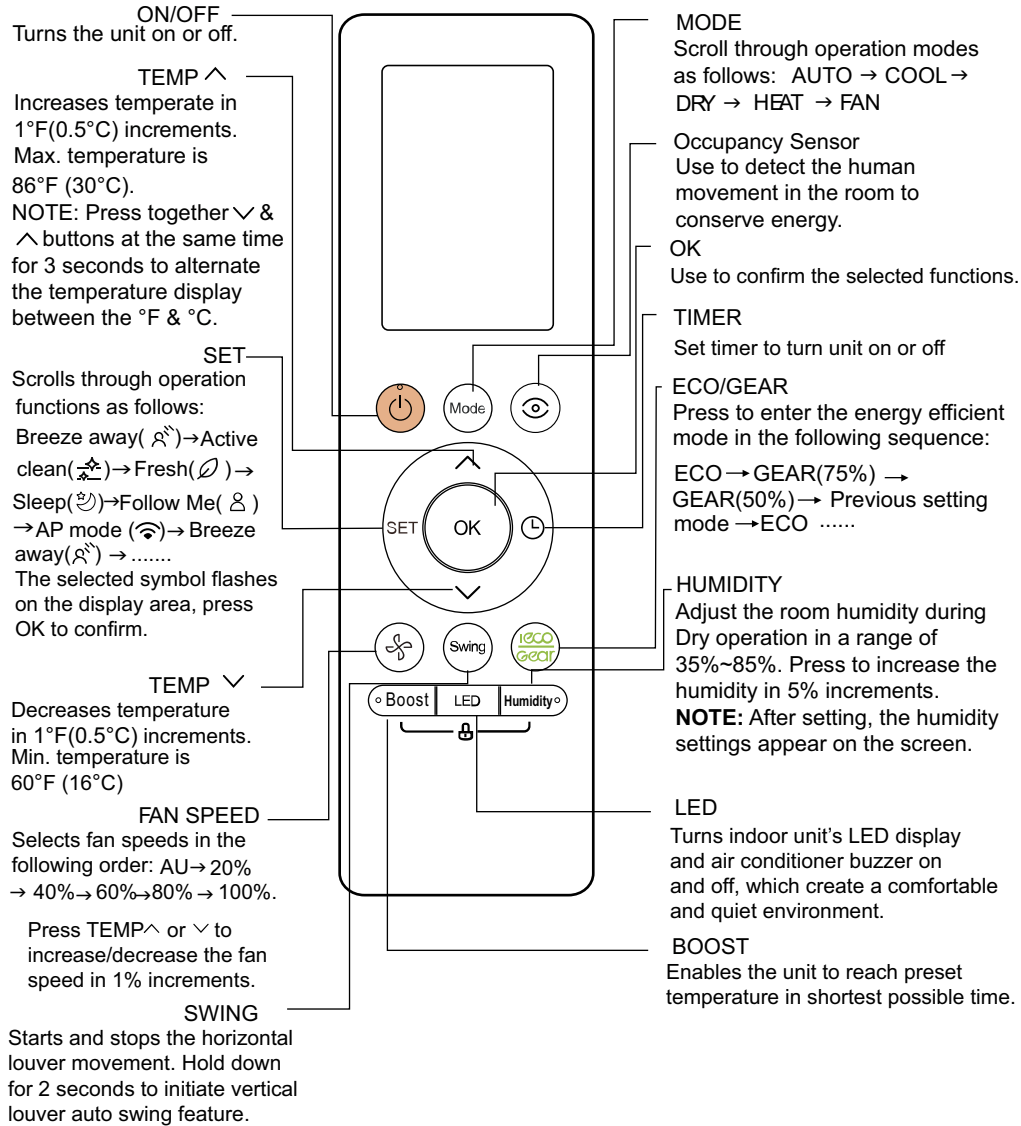 ON/OFF
Turns the unit on or off.
TEMP
Increases temperate in
1°F(0.5°C) increments.
Max. temperature is
86°F (30°C).
NOTE: Press together &
buttons at the same time
for 3 seconds to alternate
the temperature display
between the °F & °C.
SET
Scrolls through operation
functions as follows:
Breeze away( )→Active
clean( )→Fresh( )→
Sleep( )→Follow Me( )
→AP mode ( )→ Breeze
away( ) →.......
The selected symbol flashes
on the display area, press
OK to confirm.
TEMP
Decreases temperature
in 1°F(0.5°C) increments.
Min. temperature is
60°F (16°C)
FAN SPEED
Selects fan speeds in the
following order: AU→20%
→ 40%→60%→80% → 100%.
Press TEMP or to
increase/decrease the fan
speed in 1% increments.
SWING
Starts and stops the horizontal
louver movement. Hold down
for 2 seconds to initiate vertical
louver auto swing feature.
Mode
SET
OK
Swing
ieco
Gear
Boost
LED
Humidity
MODE
Scroll through operation modes
as follows: AUTO → COOL →
DRY → HEAT → FAN
Occupancy Sensor
Use to detect the human
movement in the room to
conserve energy.
OK
Use to confirm the selected functions.
TIMER
Set timer to turn unit on or off
ECO/GEAR
Press to enter the energy efficient
mode in the following sequence:
ECO → GEAR(75%) →
GEAR(50%)→ Previous setting
mode →ECO ......
HUMIDITY
Adjust the room humidity during
Dry operation in a range of
35%~85%. Press to increase the
humidity in 5% increments.
NOTE: After setting, the humidity
settings appear on the screen.
LED
Turns indoor unit's LED display
and air conditioner buzzer on
and off, which create a comfortable
and quiet environment.
BOOST
Enables the unit to reach preset
temperature in shortest possible time.